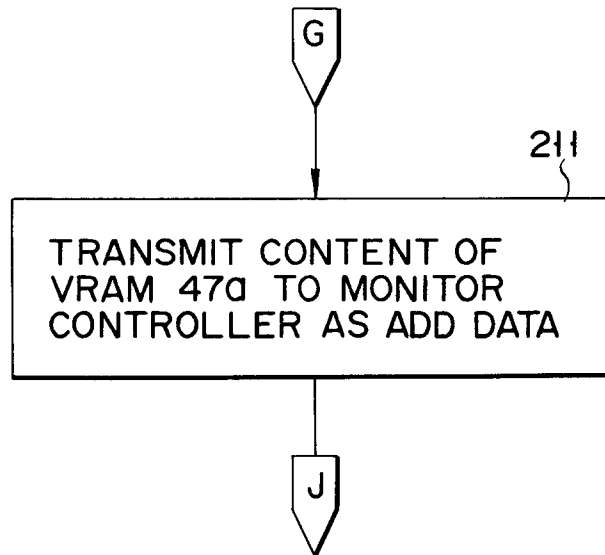 G
211
TRANSMIT CONTENT OF
VRAM 47a TO MONITOR
CONTROLLER AS ADD DATA
J